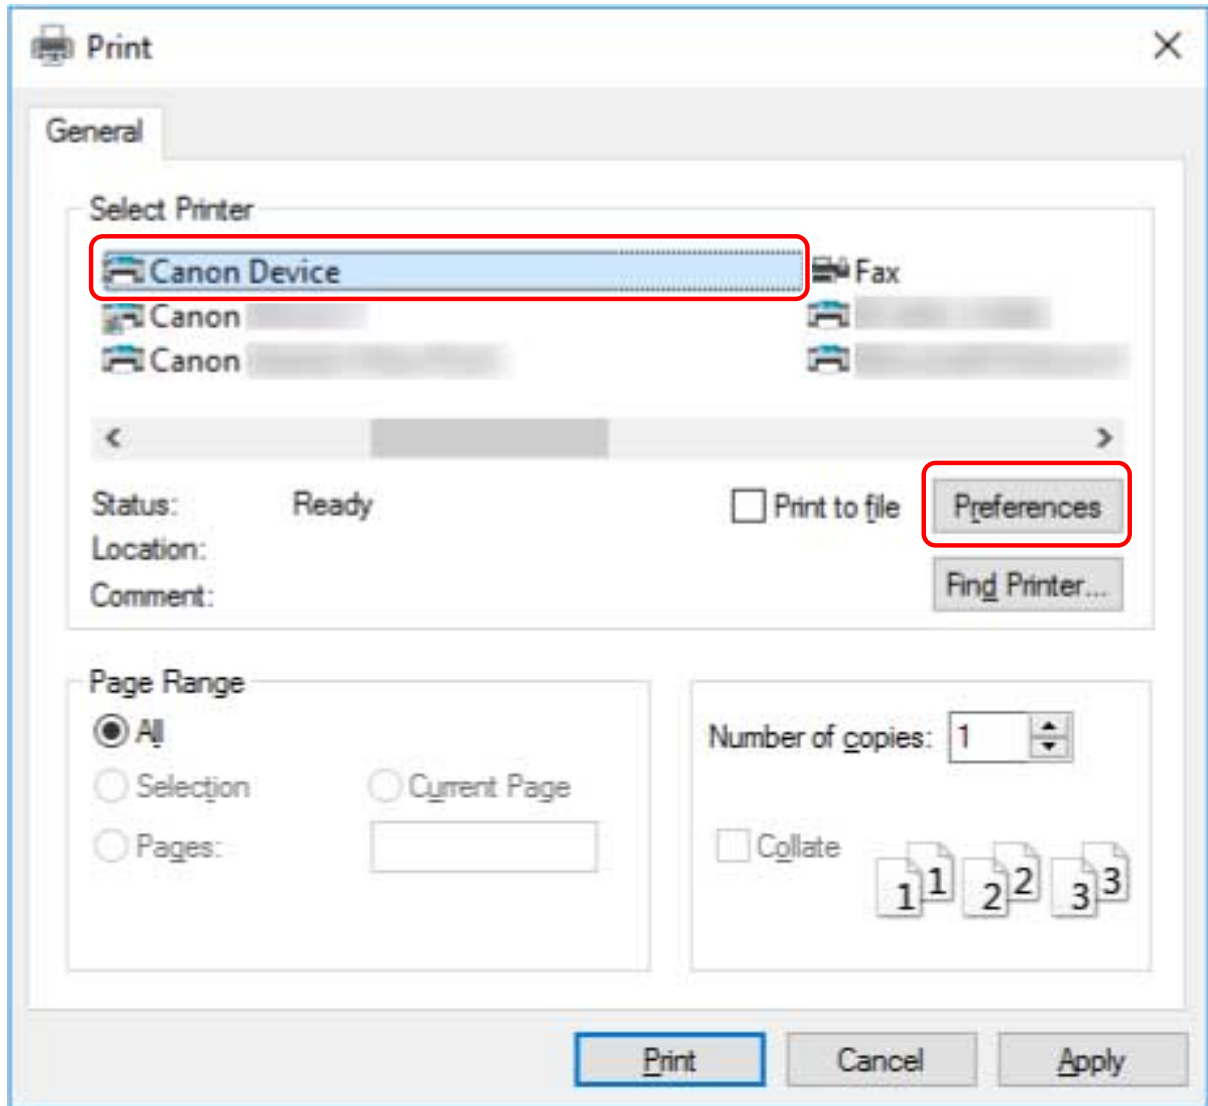 Print
General
Select Printer
Canon Device
Fax
Canon
Canon
Status: Ready
Print to file
Preferences
Location:
Comment:
Find Printer...
Page Range
All
Selection
Current Page
Pages:
Number of copies: 1
Collate
1 1 2 2 3 3
Print
Cancel
Apply